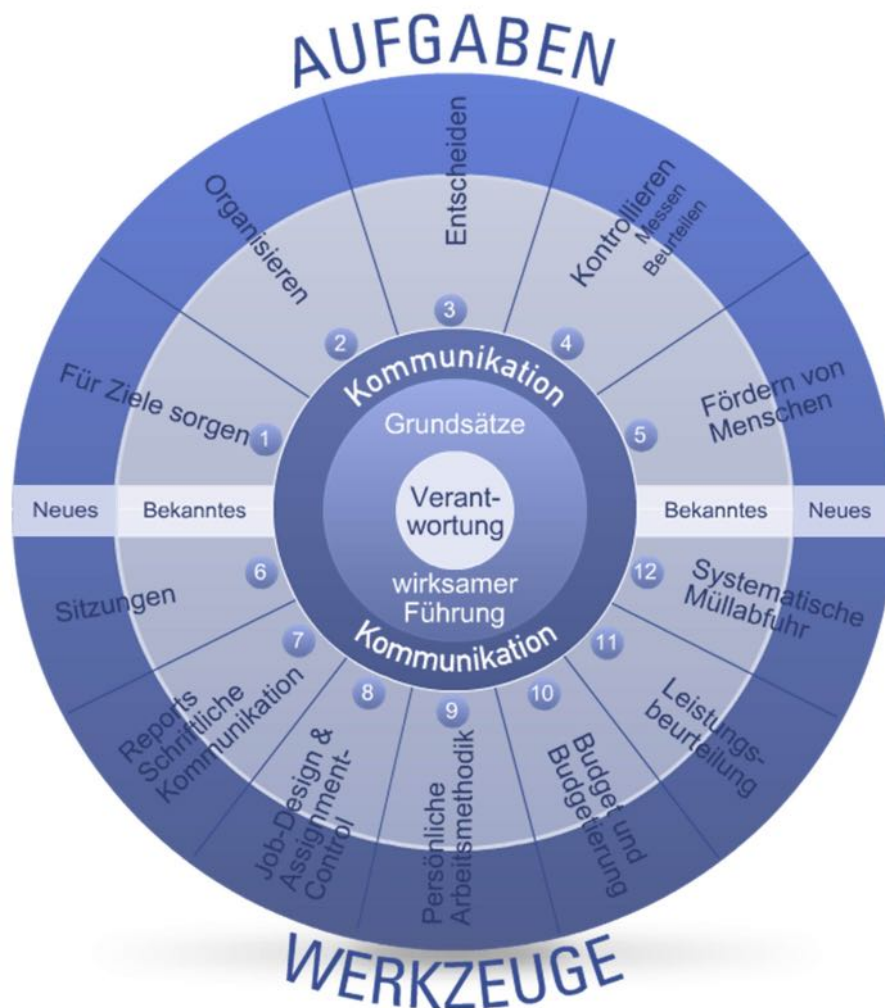 AUFGABEN
Für Ziele sorgen
1
Organisieren
2
Entscheiden
3
Kontrollieren
Messen
Beurteilen
4
Fördern von
Menschen
5
Kommunikation
Grundsätze
Verant-
wortung
wirksamer
Führung
Kommunikation
Neues
Bekanntes
Bekanntes
Neues
Sitzungen
6
Reports
Schriftliche
Kommunikation
7
Job-Design &
Assignment-
Control
8
Persönliche
Arbeitsmethodik
9
Budget und
Budgetierung
10
Leistungs-
beurteilung
11
Systematische
Müllabfuhr
12
WERKZEUGE